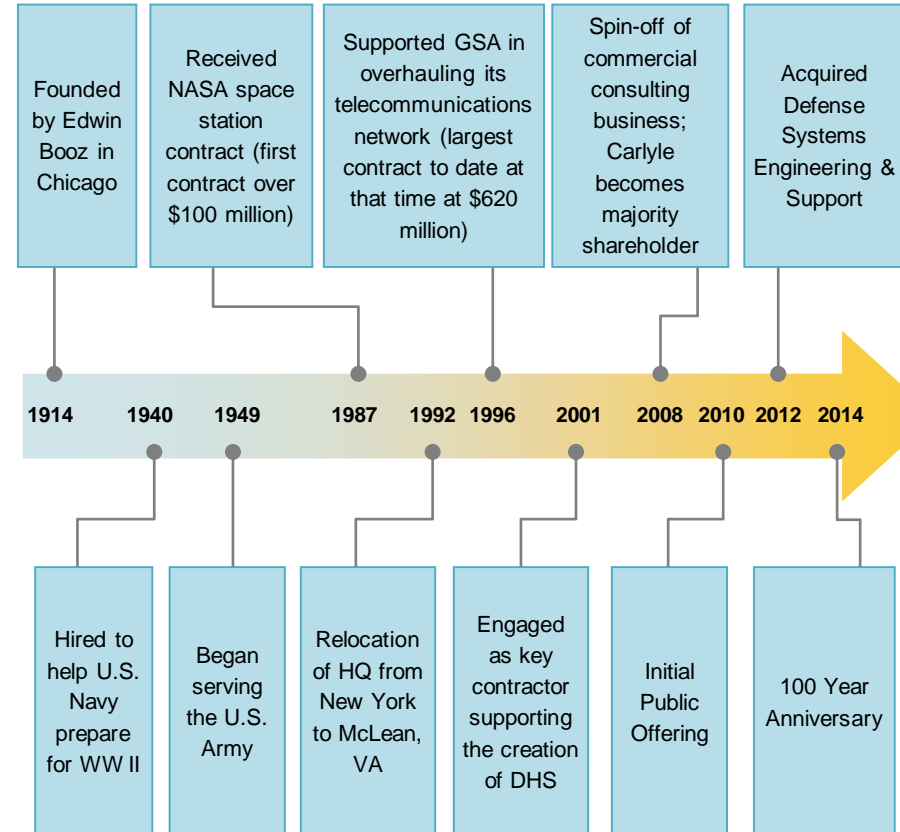 Founded
by Edwin
Booz in
Chicago
Received
NASA space
station
contract (first
contract over
$100 million)
Supported GSA in
overhauling its
telecommunications
network (largest
contract to date at
that time at $620
million)
Spin-off of
commercial
consulting
business;
Carlyle
becomes
majority
shareholder
Acquired
Defense
Systems
Engineering &
Support
1914 1940 1949 1987 1992 1996 2001 2008 2010 2012 2014
Hired to
help U.S.
Navy
prepare
for WW II
Began
serving
the U.S.
Army
Relocation
of HQ from
New York
to McLean,
VA
Engaged
as key
contractor
supporting
the creation
of DHS
Initial
Public
Offering
100 Year
Anniversary